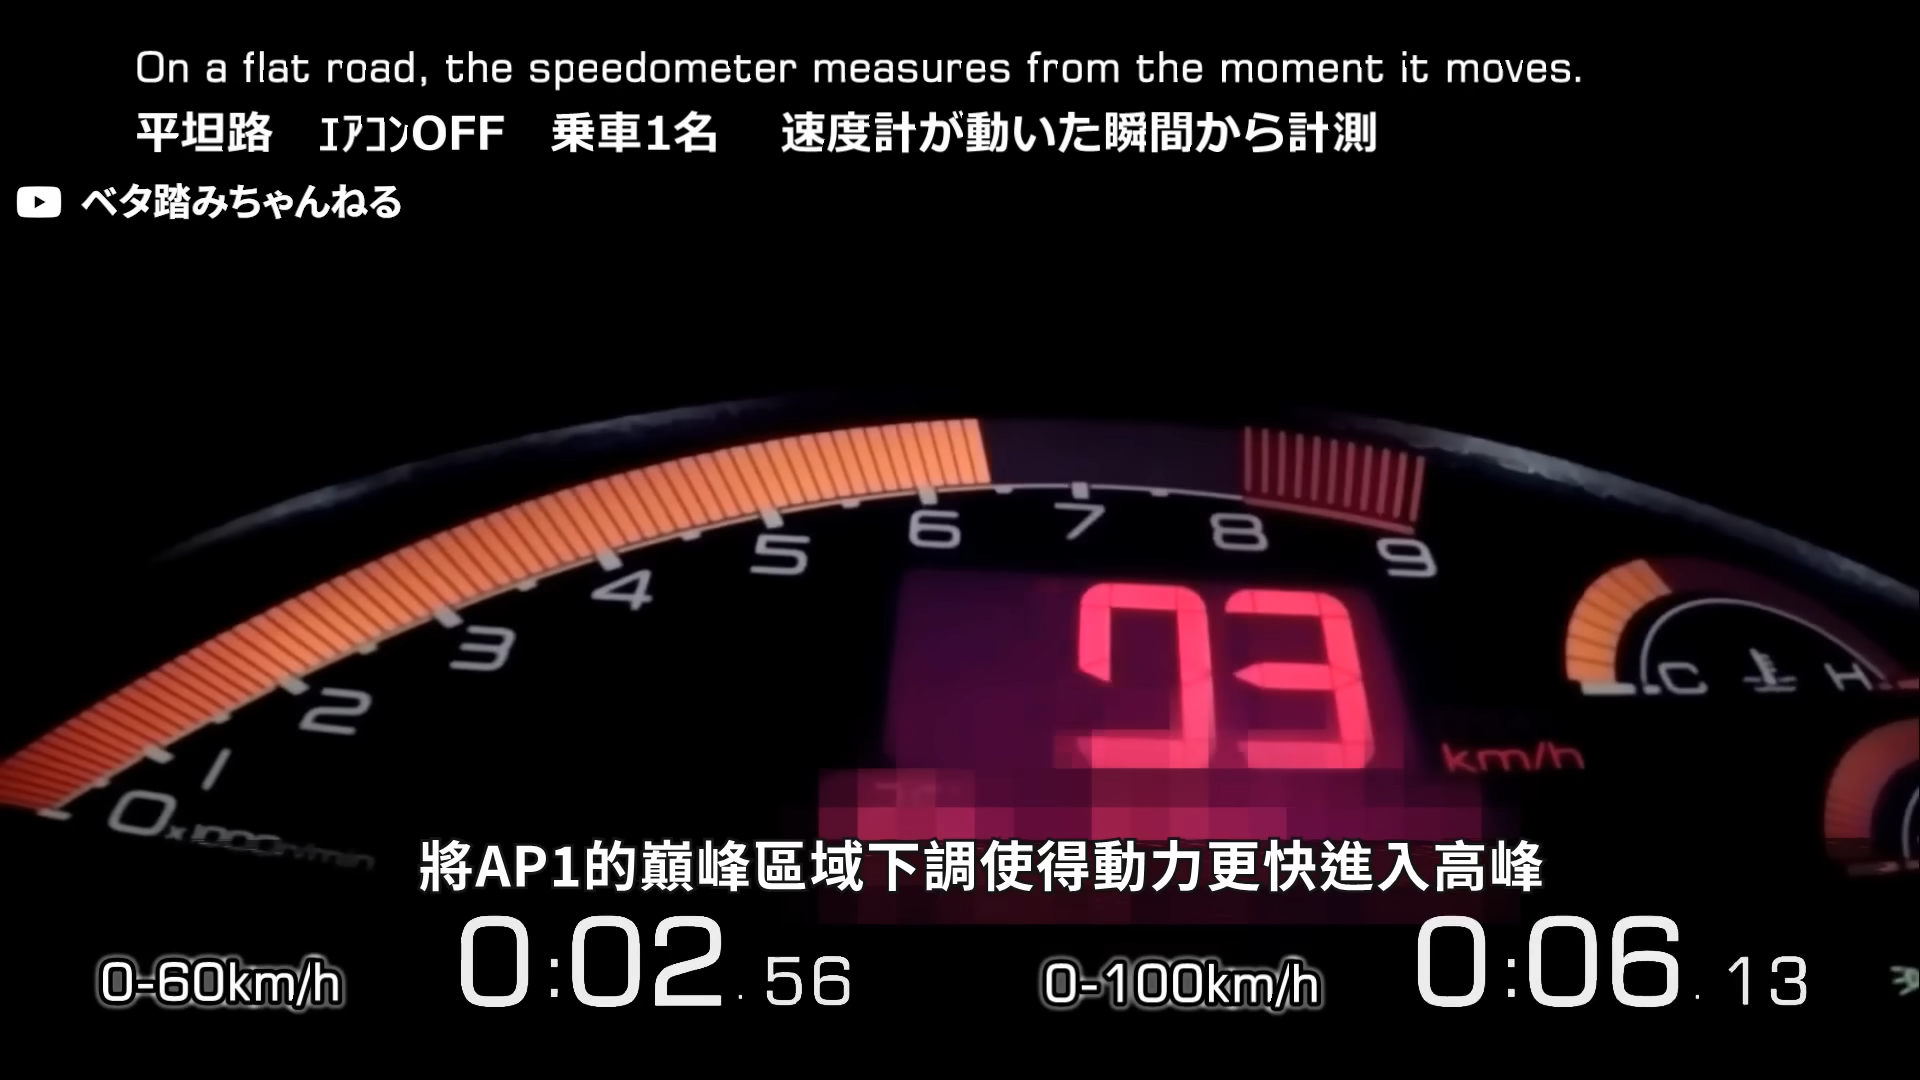 On a flat road, the speedometer measures from the moment it moves.
平坦路　ｴｱｺﾝOFF　乗車1名　速度計が動いた瞬間から計測
ベタ踏みちゃんねる
0 1 2 3 4 5 6 7 8 9
x1000r/min
93
km/h
C H
將AP1的巔峰區域下調使得動力更快進入高峰
0-60km/h 0:02.56 0-100km/h 0:06.13